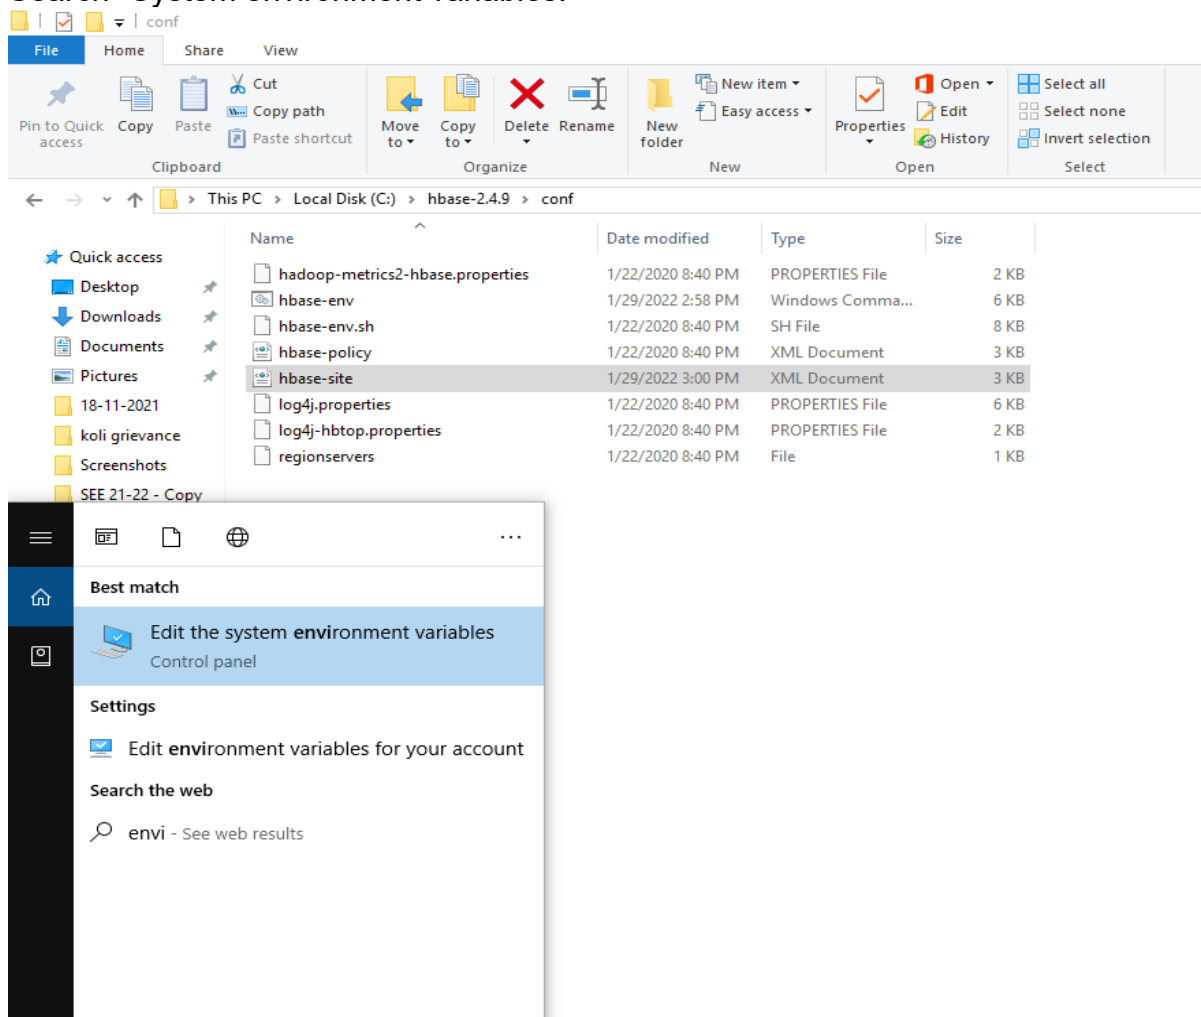 Search "System environment variables.
conf
File Home Share View
Pin to Quick access
Copy
Paste
Cut
Copy path
Paste shortcut
Clipboard
Move to
Copy to
Delete
Rename
Organize
New folder
New item
Easy access
New
Properties
Open
Edit
History
Open
Select all
Select none
Invert selection
Select
This PC > Local Disk (C:) > hbase-2.4.9 > conf
Name Date modified Type Size
Quick access
Desktop
Downloads
Documents
Pictures
18-11-2021
koli grievance
Screenshots
SEE 21-22 - Copy
hadoop-metrics2-hbase.properties 1/22/2020 8:40 PM PROPERTIES File 2 KB
hbase-env 1/29/2022 2:58 PM Windows Comma... 6 KB
hbase-env.sh 1/22/2020 8:40 PM SH File 8 KB
hbase-policy 1/22/2020 8:40 PM XML Document 3 KB
hbase-site 1/29/2022 3:00 PM XML Document 3 KB
log4j.properties 1/22/2020 8:40 PM PROPERTIES File 6 KB
log4j-hbtop.properties 1/22/2020 8:40 PM PROPERTIES File 2 KB
regionservers 1/22/2020 8:40 PM File 1 KB
Best match
Edit the system environment variables
Control panel
Settings
Edit environment variables for your account
Search the web
envi - See web results